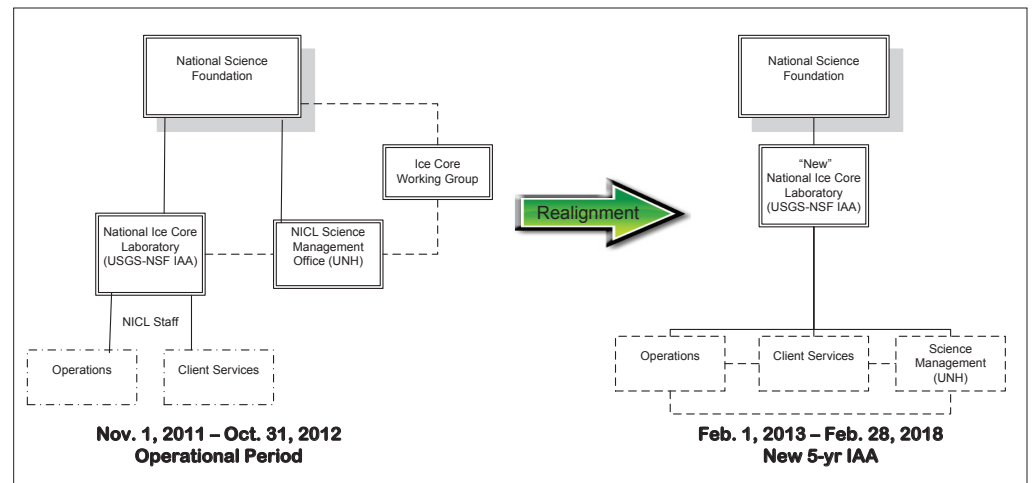 National Science
Foundation
Ice Core
Working Group
National Ice Core
Laboratory
(USGS-NSF IAA)
NICL Science
Management
Office (UNH)
NICL Staff
Operations
Client Services
Nov. 1, 2011 – Oct. 31, 2012
Operational Period
Realignment
National Science
Foundation
“New”
National Ice Core
Laboratory
(USGS-NSF IAA)
Operations
Client Services
Science
Management
(UNH)
Feb. 1, 2013 – Feb. 28, 2018
New 5-yr IAA